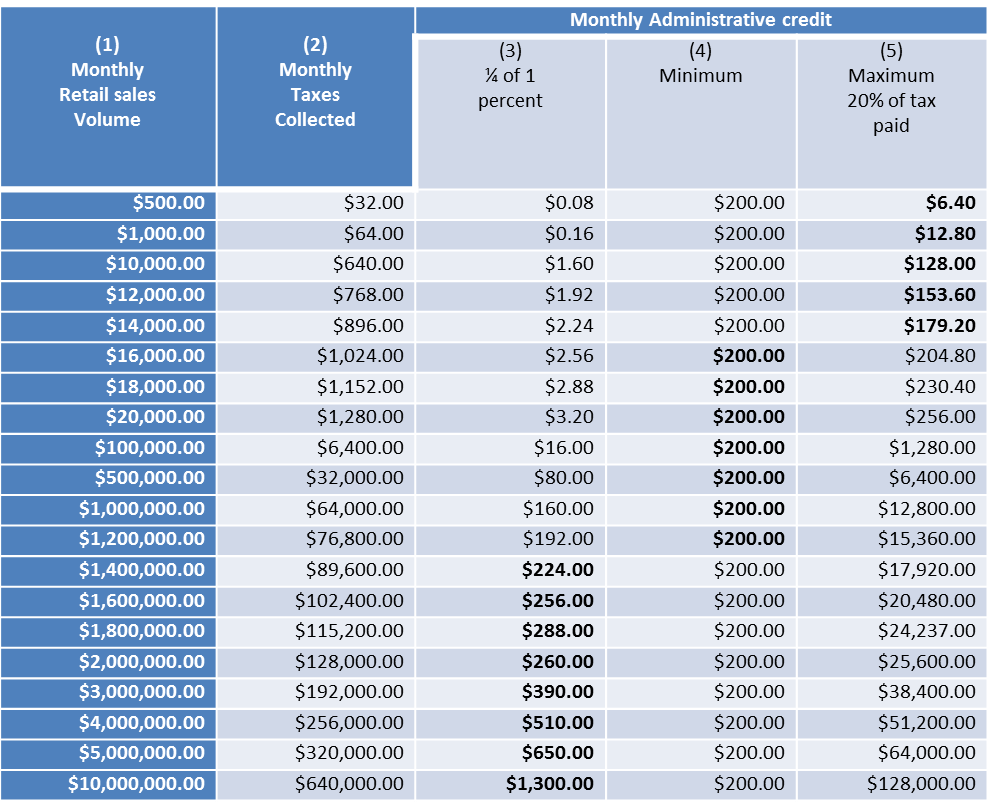 Monthly Administrative credit
(1)
Monthly
Retail sales
Volume
(2)
Monthly
Taxes
Collected
(3)
¼ of 1
percent
(4)
Minimum
(5)
Maximum
20% of tax
paid
$500.00 $32.00 $0.08 $200.00 $6.40
$1,000.00 $64.00 $0.16 $200.00 $12.80
$10,000.00 $640.00 $1.60 $200.00 $128.00
$12,000.00 $768.00 $1.92 $200.00 $153.60
$14,000.00 $896.00 $2.24 $200.00 $179.20
$16,000.00 $1,024.00 $2.56 $200.00 $204.80
$18,000.00 $1,152.00 $2.88 $200.00 $230.40
$20,000.00 $1,280.00 $3.20 $200.00 $256.00
$100,000.00 $6,400.00 $16.00 $200.00 $1,280.00
$500,000.00 $32,000.00 $80.00 $200.00 $6,400.00
$1,000,000.00 $64,000.00 $160.00 $200.00 $12,800.00
$1,200,000.00 $76,800.00 $192.00 $200.00 $15,360.00
$1,400,000.00 $89,600.00 $224.00 $200.00 $17,920.00
$1,600,000.00 $102,400.00 $256.00 $200.00 $20,480.00
$1,800,000.00 $115,200.00 $288.00 $200.00 $24,237.00
$2,000,000.00 $128,000.00 $260.00 $200.00 $25,600.00
$3,000,000.00 $192,000.00 $390.00 $200.00 $38,400.00
$4,000,000.00 $256,000.00 $510.00 $200.00 $51,200.00
$5,000,000.00 $320,000.00 $650.00 $200.00 $64,000.00
$10,000,000.00 $640,000.00 $1,300.00 $200.00 $128,000.00